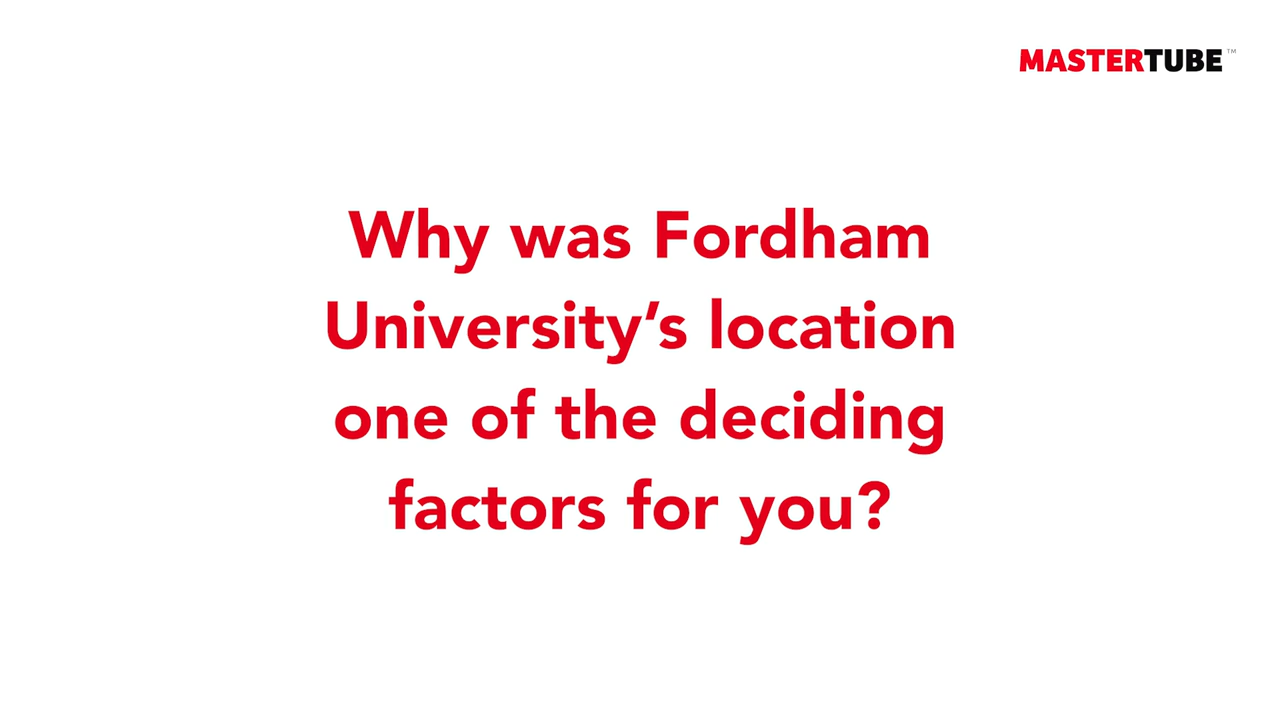 MASTERTUBE™
Why was Fordham
University’s location
one of the deciding
factors for you?